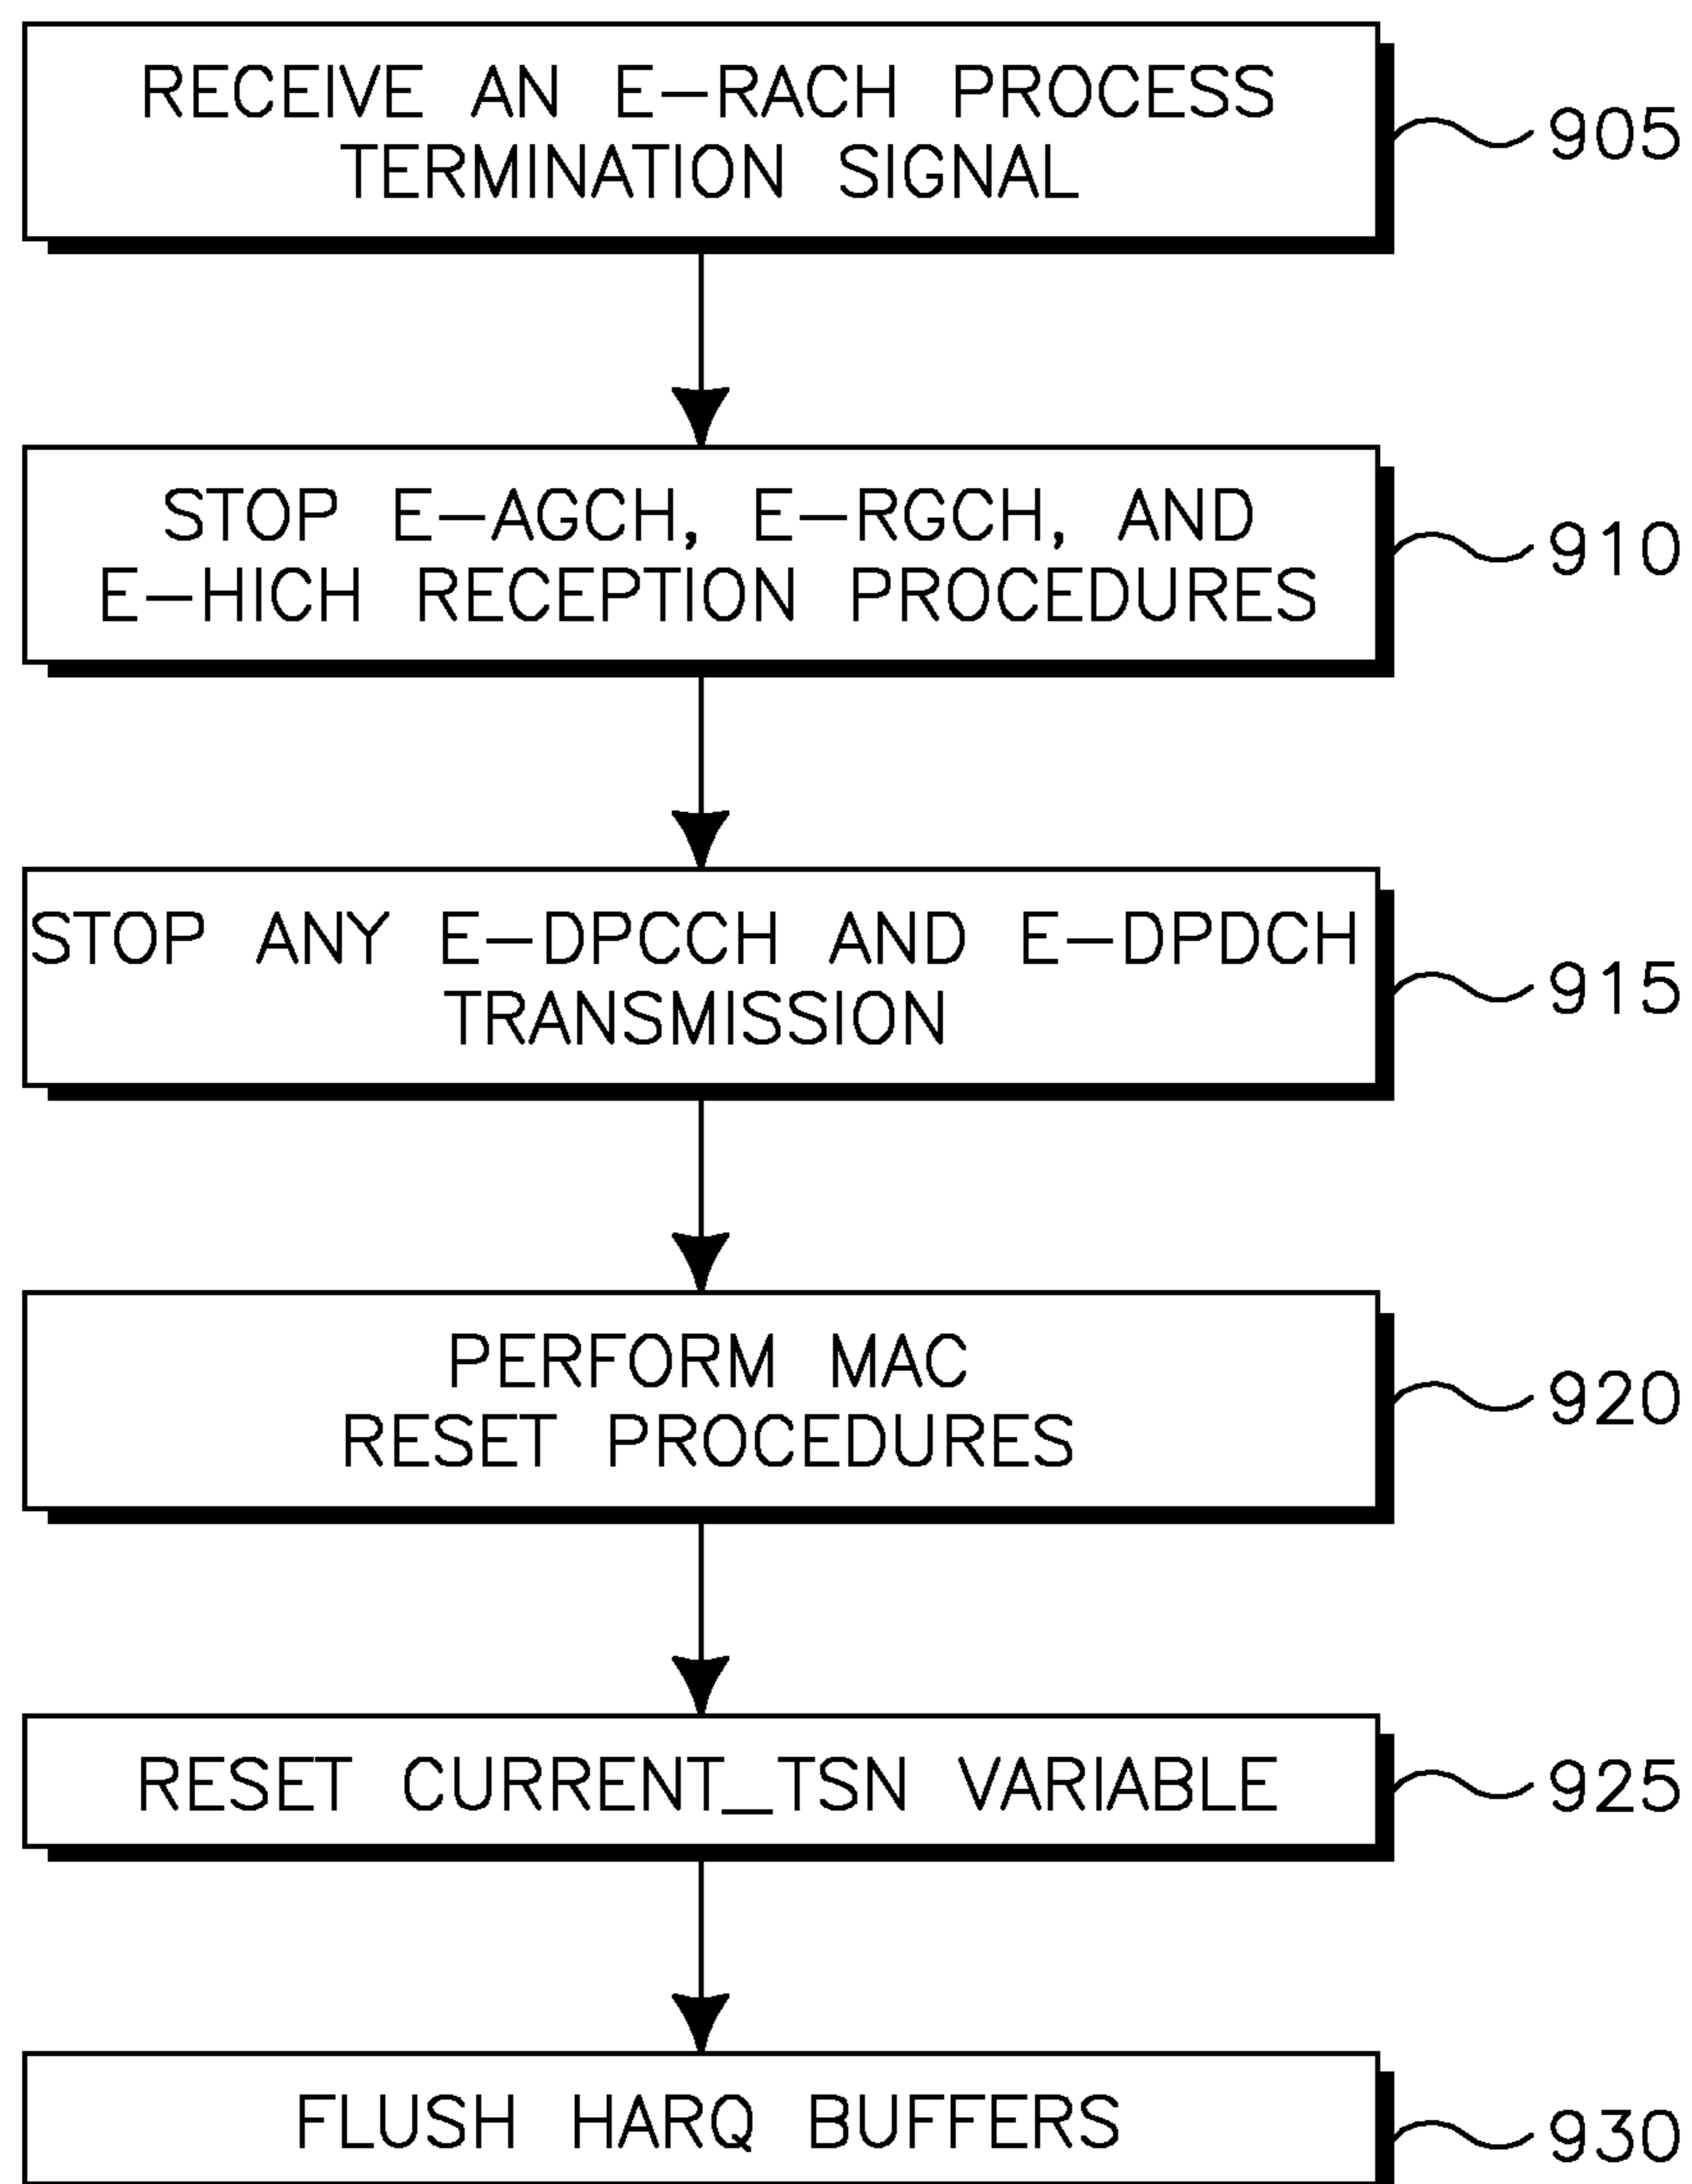 RECEIVE AN E-RACH PROCESS
TERMINATION SIGNAL
905
STOP E-AGCH, E-RGCH, AND
E-HICH RECEPTION PROCEDURES
910
STOP ANY E-DPCCH AND E-DPDCH
TRANSMISSION
915
PERFORM MAC
RESET PROCEDURES
920
RESET CURRENT_TSN VARIABLE
925
FLUSH HARQ BUFFERS
930